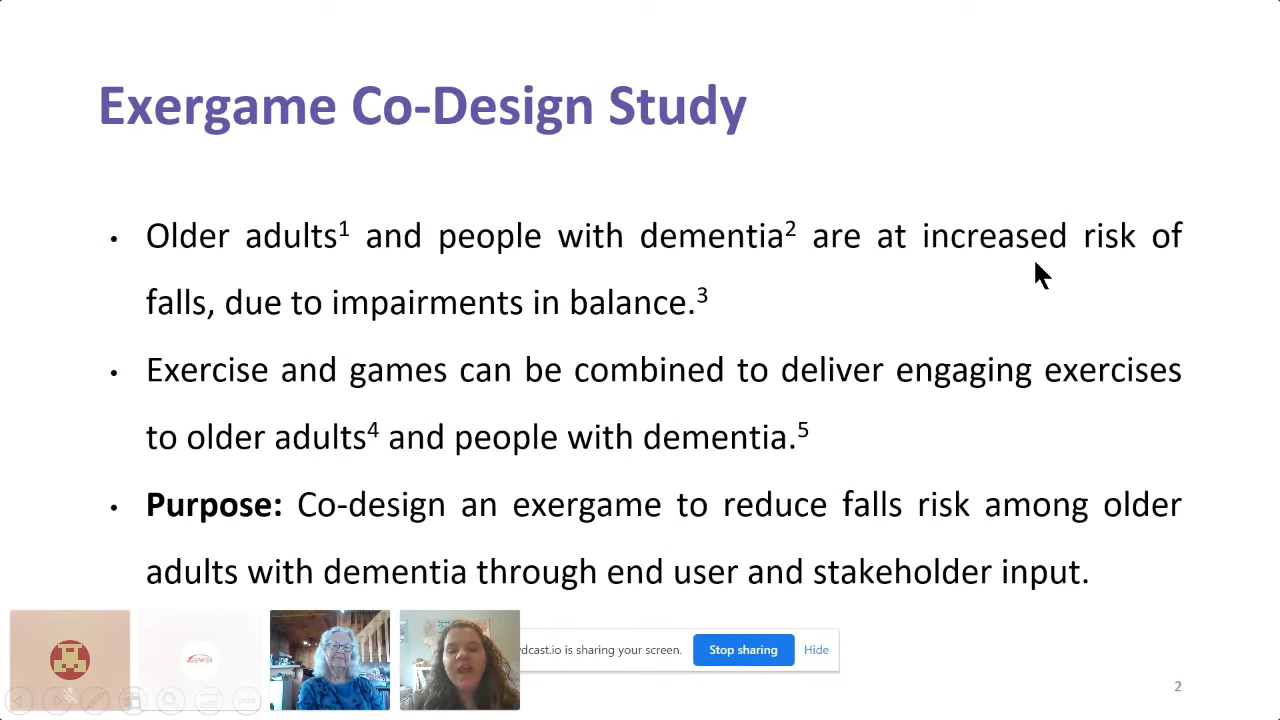 Exergame Co-Design Study
• Older adults¹ and people with dementia² are at increased risk of
falls, due to impairments in balance.³
• Exercise and games can be combined to deliver engaging exercises
to older adults⁴ and people with dementia.⁵
• Purpose: Co-design an exergame to reduce falls risk among older
adults with dementia through end user and stakeholder input.
dcast.io is sharing your screen. Stop sharing Hide
2